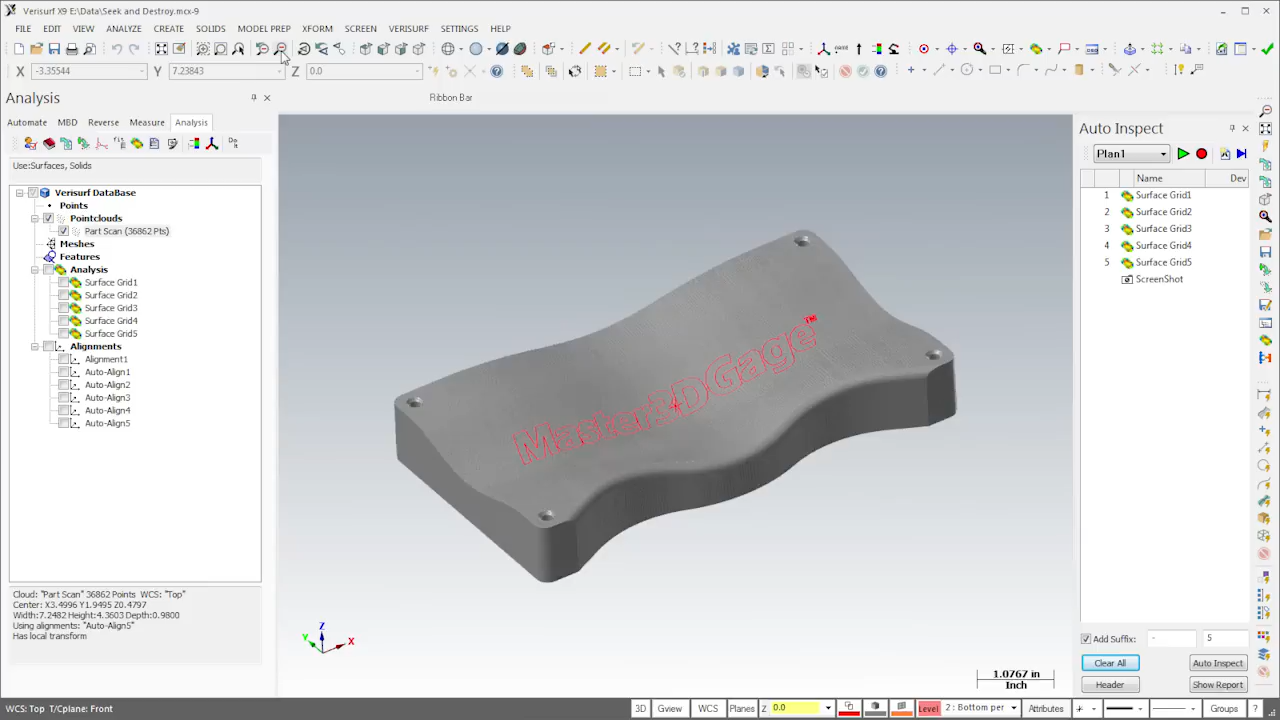 Verisurf X9 E:\Data\Seek and Destroy.mcx-9
FILE EDIT VIEW ANALYZE CREATE SOLIDS MODEL PREP XFORM SCREEN VERISURF SETTINGS HELP
X -3.35544 Y 7.23843 Z 0.0
Analysis
Ribbon Bar
Automate MBD Reverse Measure Analysis
Use:Surfaces, Solids
Verisurf DataBase
Points
Pointclouds
Part Scan (36862 Pts)
Meshes
Features
Analysis
Surface Grid1
Surface Grid2
Surface Grid3
Surface Grid4
Surface Grid5
Alignments
Alignment1
Auto-Align1
Auto-Align2
Auto-Align3
Auto-Align4
Auto-Align5
Cloud: "Part Scan" 36862 Points WCS: "Top"
Center: X3.4996 Y1.9495 Z0.4797
Width:7.2482 Height:4.3603 Depth:0.9800
Using alignments: "Auto-Align5"
Has local transform
Master3DGage™
Z
Y X
1.0767 in
Inch
Auto Inspect
Plan1
Name Dev
1 Surface Grid1
2 Surface Grid2
3 Surface Grid3
4 Surface Grid4
5 Surface Grid5
ScreenShot
Add Suffix: - 5
Clear All Auto Inspect
Header Show Report
WCS: Top T/Cplane: Front
3D Gview WCS Planes Z 0.0 Level 2 : Bottom per Attributes Groups ?